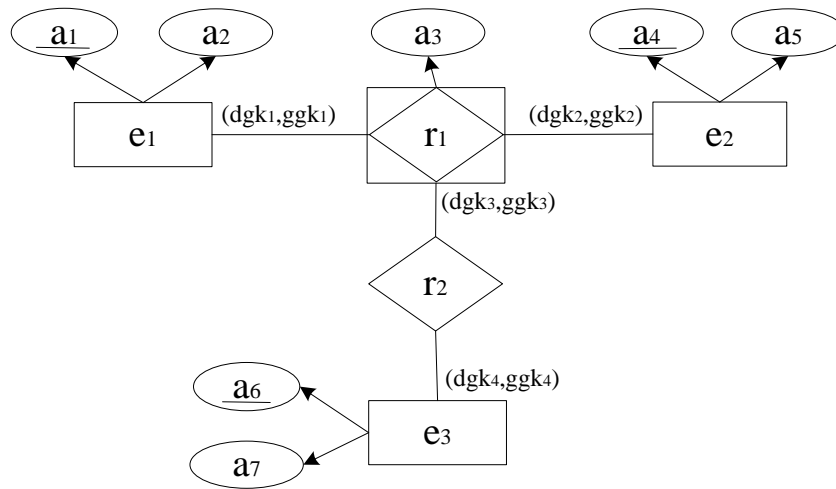 a1 a2 a3 a4 a5
(dgk1,ggk1) (dgk2,ggk2)
e1 r1 e2
(dgk3,ggk3)
r2
(dgk4,ggk4)
a6
e3
a7